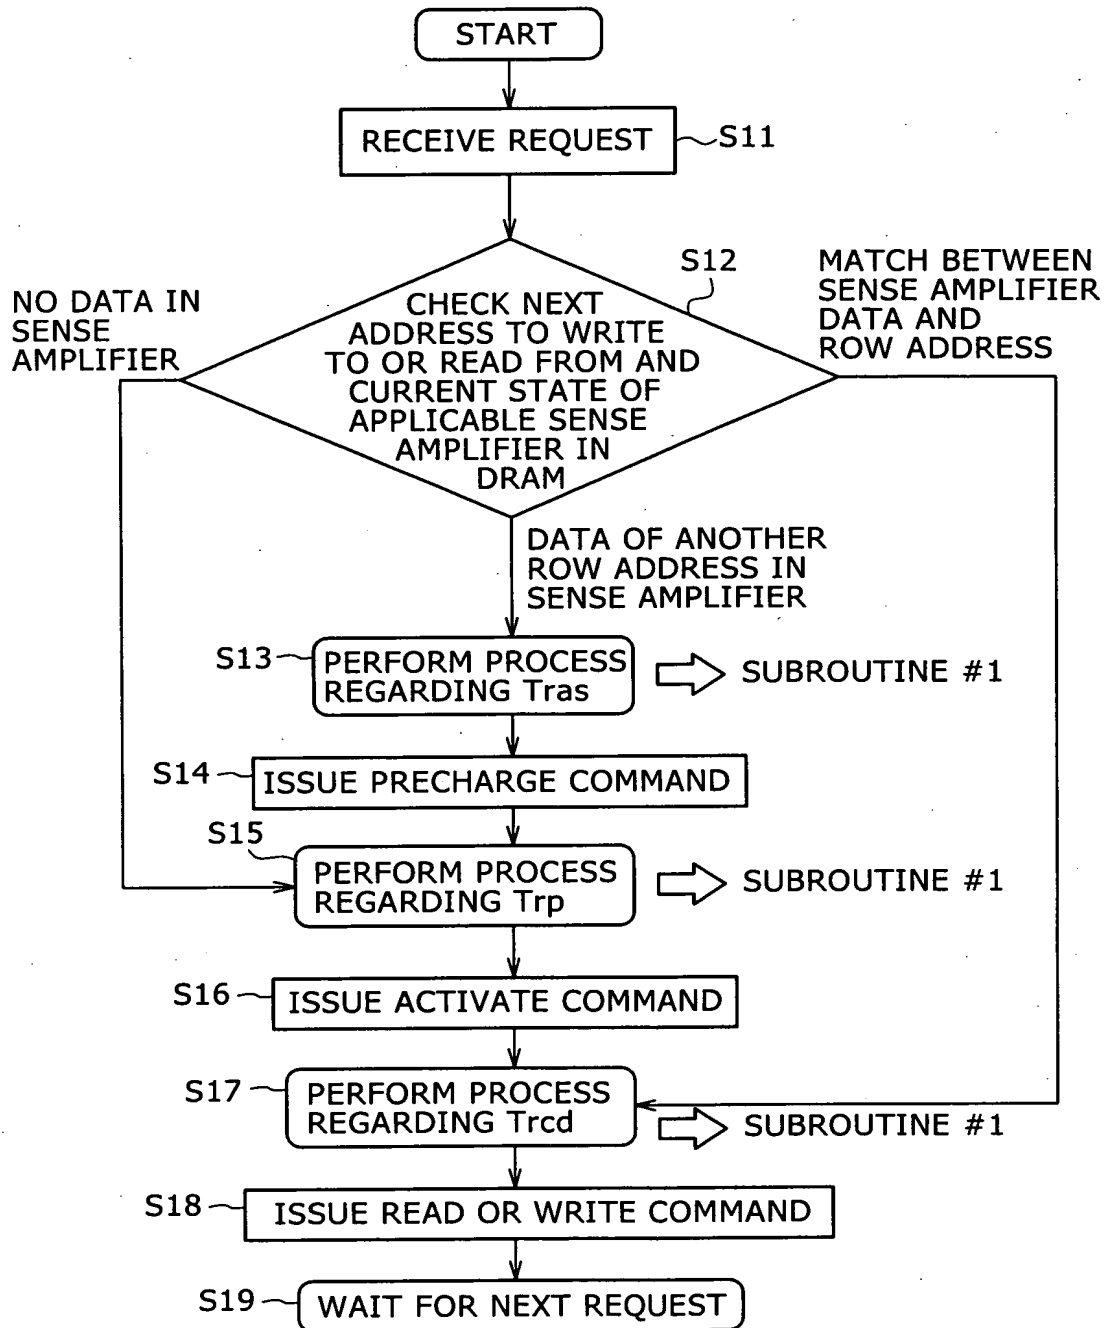 START
RECEIVE REQUEST
S11
S12
NO DATA IN
SENSE
AMPLIFIER
CHECK NEXT
ADDRESS TO WRITE
TO OR READ FROM AND
CURRENT STATE OF
APPLICABLE SENSE
AMPLIFIER IN
DRAM
MATCH BETWEEN
SENSE AMPLIFIER
DATA AND
ROW ADDRESS
DATA OF ANOTHER
ROW ADDRESS IN
SENSE AMPLIFIER
S13
PERFORM PROCESS
REGARDING Tras
SUBROUTINE #1
S14
ISSUE PRECHARGE COMMAND
S15
PERFORM PROCESS
REGARDING Trp
SUBROUTINE #1
S16
ISSUE ACTIVATE COMMAND
S17
PERFORM PROCESS
REGARDING Trcd
SUBROUTINE #1
S18
ISSUE READ OR WRITE COMMAND
S19
WAIT FOR NEXT REQUEST